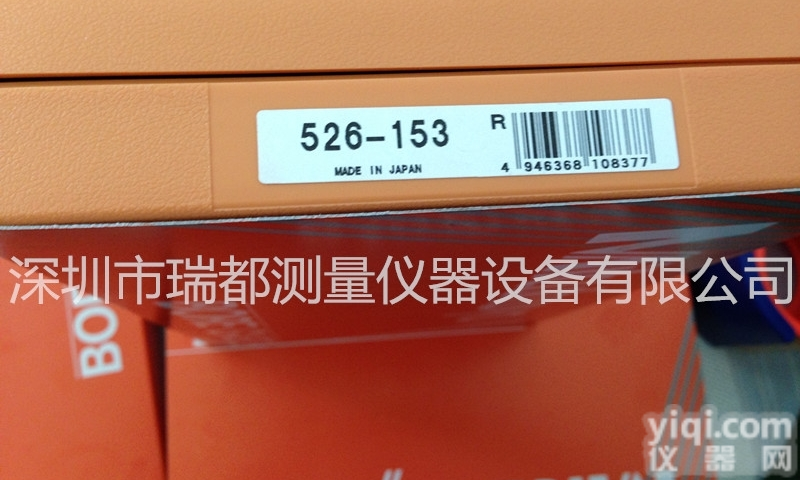 526-153
R
MADE IN JAPAN
4 946368 108377
深圳市瑞都测量仪器设备有限公司
BO
yiqi.com
仪器网